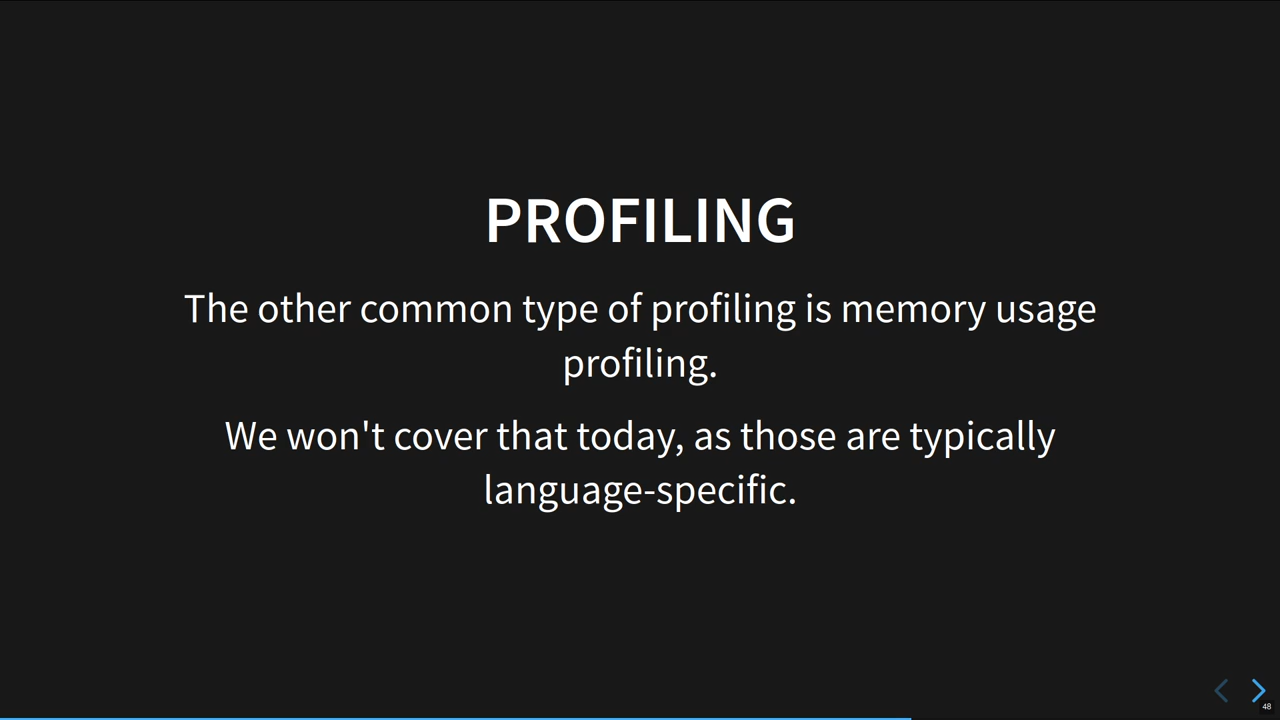 PROFILING
The other common type of profiling is memory usage
profiling.
We won't cover that today, as those are typically
language-specific.
48